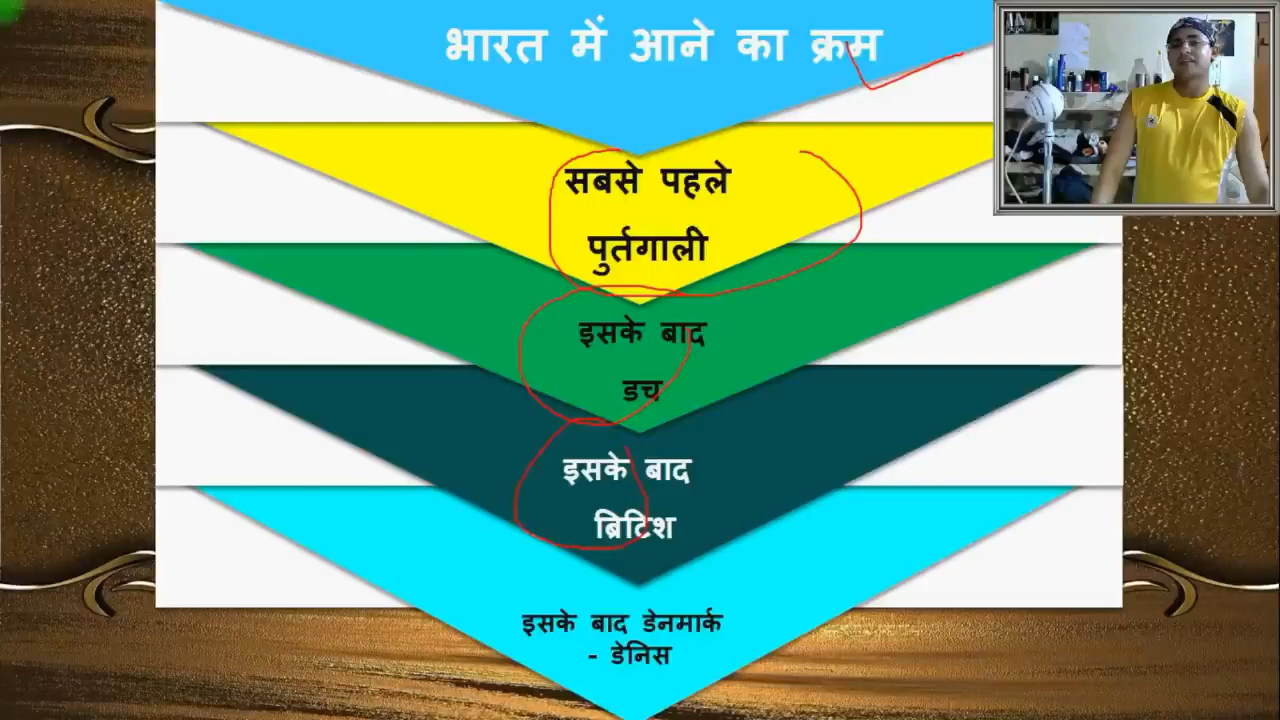 भारत में आने का क्रम
सबसे पहले
पुर्तगाली
इसके बाद
डच
इसके बाद
ब्रिटिश
इसके बाद डेनमार्क
- डेनिस